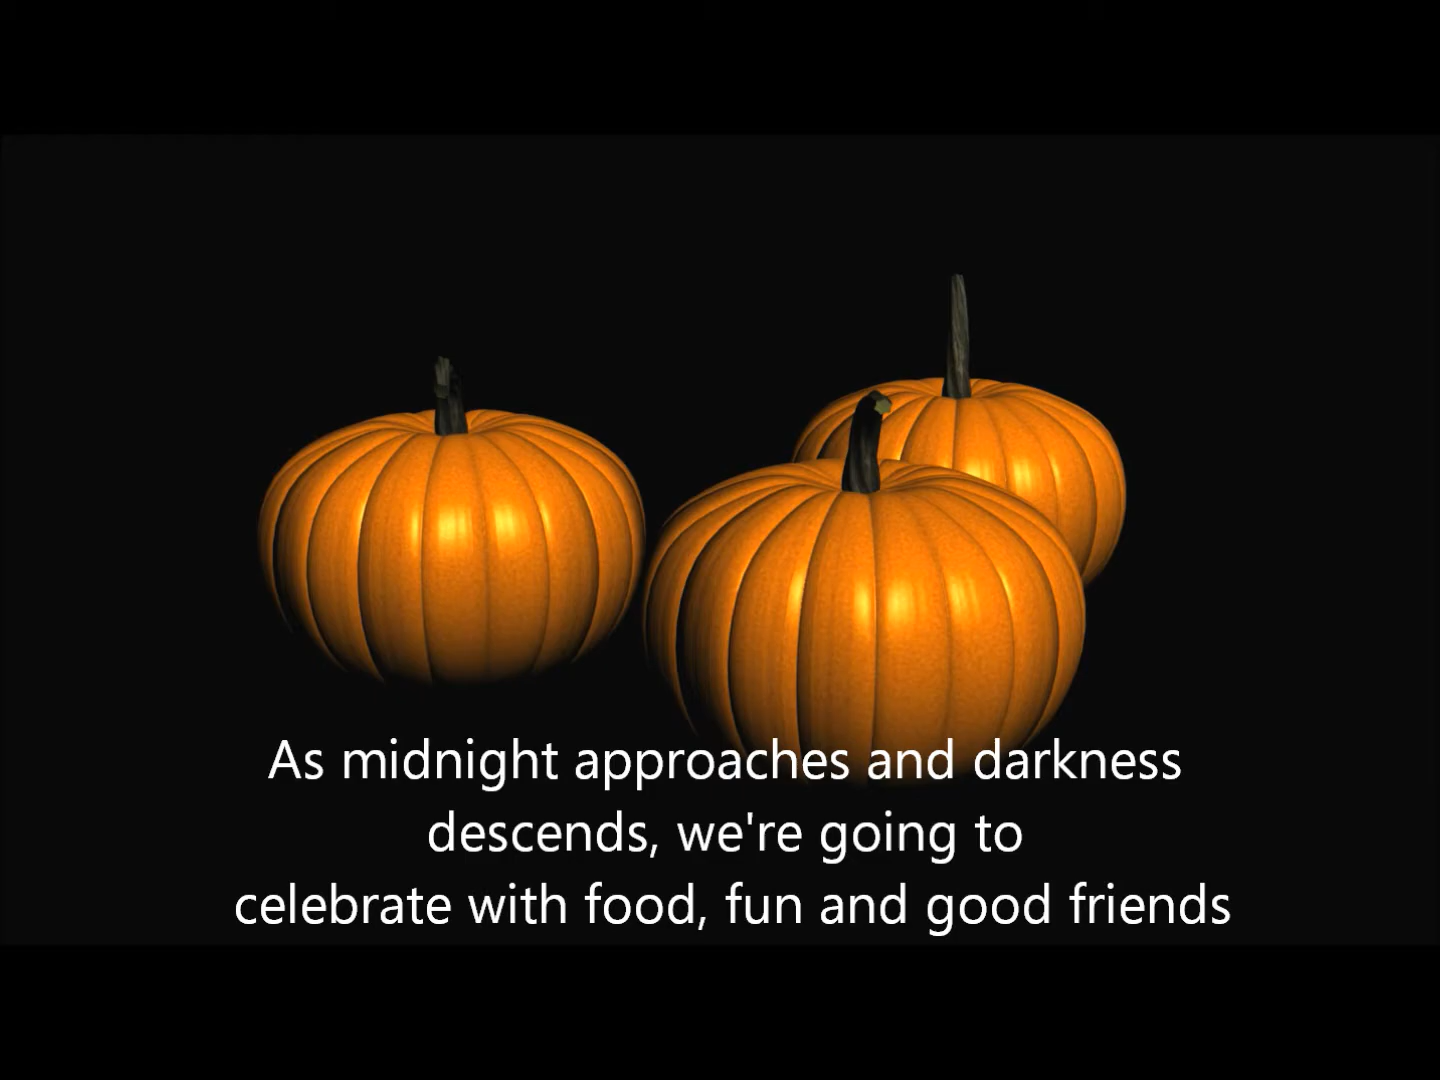 As midnight approaches and darkness
descends, we're going to
celebrate with food, fun and good friends